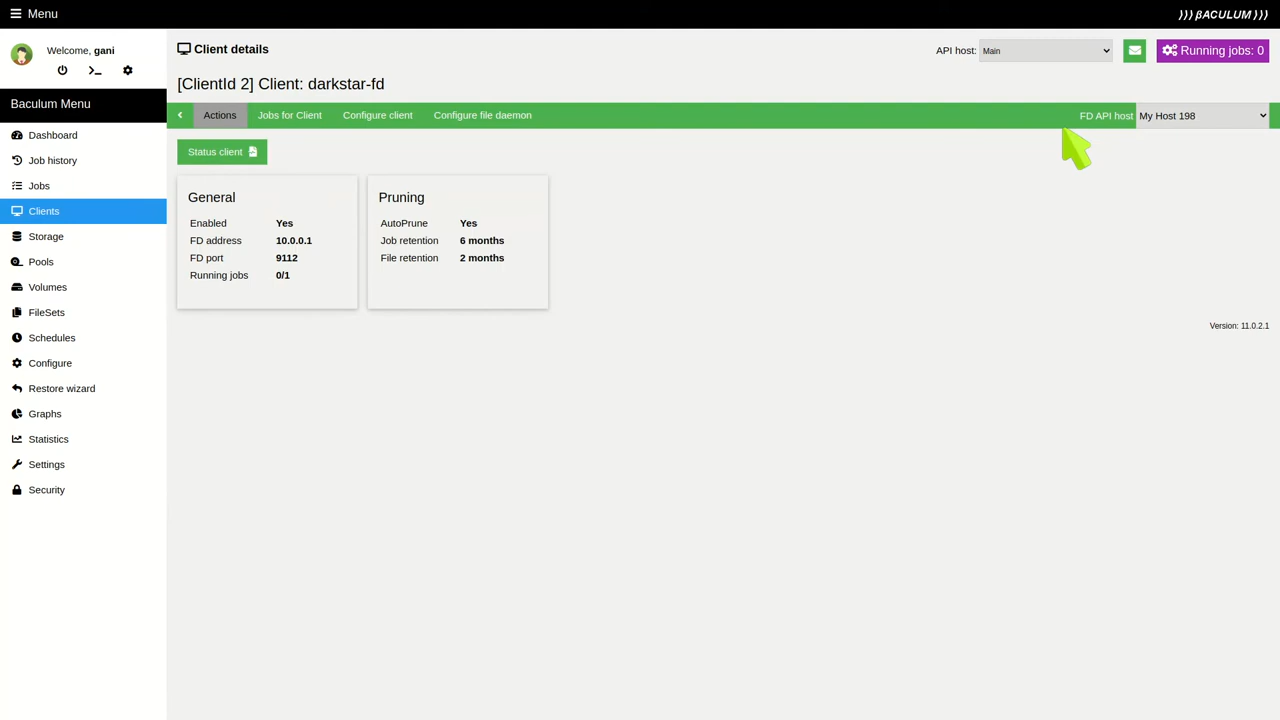 Menu
))) βACULUM )))
Welcome, gani
Baculum Menu
Dashboard
Job history
Jobs
Clients
Storage
Pools
Volumes
FileSets
Schedules
Configure
Restore wizard
Graphs
Statistics
Settings
Security
Client details
API host: Main
Running jobs: 0
[ClientId 2] Client: darkstar-fd
Actions Jobs for Client Configure client Configure file daemon FD API host My Host 198
Status client
General
Enabled Yes
FD address 10.0.0.1
FD port 9112
Running jobs 0/1
Pruning
AutoPrune Yes
Job retention 6 months
File retention 2 months
Version: 11.0.2.1